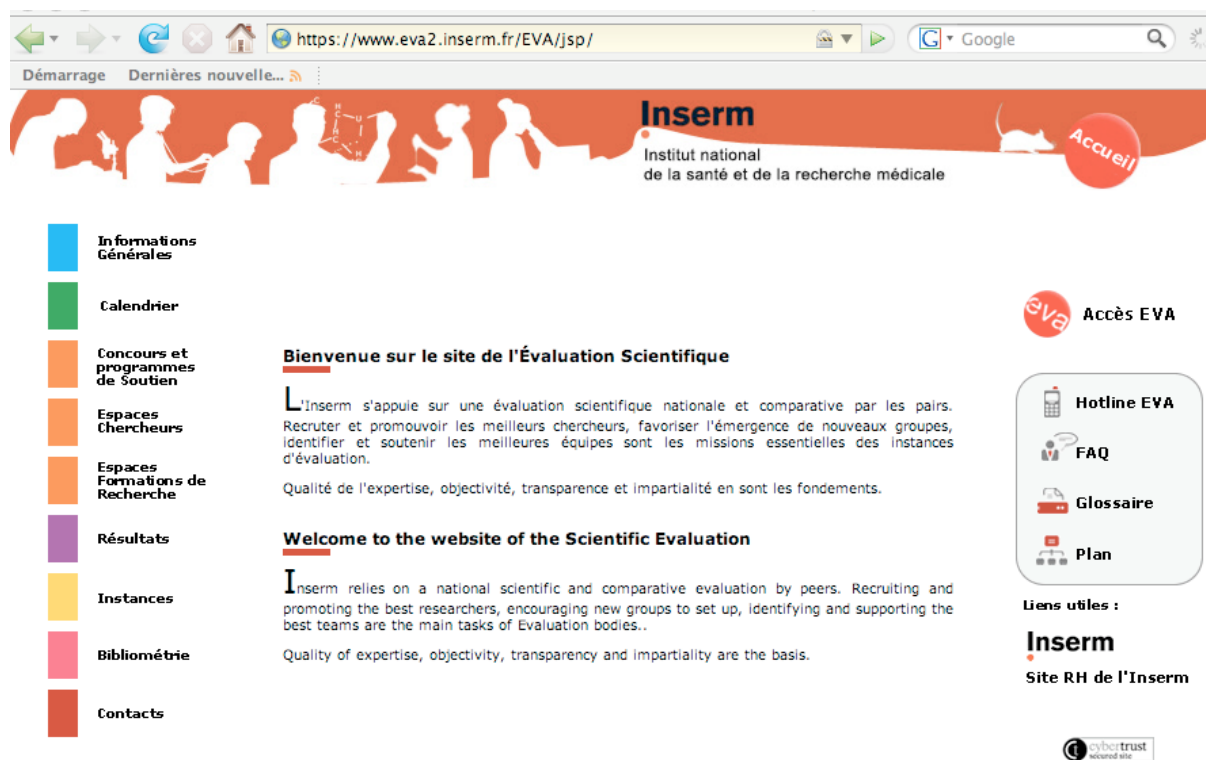 https://www.eva2.inserm.fr/EVA/jsp/
G Google
Démarrage Dernières nouvelle...
Inserm
Institut national
de la santé et de la recherche médicale
Accueil
Informations
Générales
Calendrier
Concours et
programmes
de Soutien
Espaces
Chercheurs
Espaces
Formations de
Recherche
Résultats
Instances
Bibliométrie
Contacts
Bienvenue sur le site de l'Évaluation Scientifique
L'Inserm s'appuie sur une évaluation scientifique nationale et comparative par les pairs.
Recruter et promouvoir les meilleurs chercheurs, favoriser l'émergence de nouveaux groupes,
identifier et soutenir les meilleures équipes sont les missions essentielles des instances
d'évaluation.
Qualité de l'expertise, objectivité, transparence et impartialité en sont les fondements.
Welcome to the website of the Scientific Evaluation
Inserm relies on a national scientific and comparative evaluation by peers. Recruiting and
promoting the best researchers, encouraging new groups to set up, identifying and supporting the
best teams are the main tasks of Evaluation bodies..
Quality of expertise, objectivity, transparency and impartiality are the basis.
eva Accès EVA
Hotline EVA
FAQ
Glossaire
Plan
Liens utiles :
Inserm
Site RH de l'Inserm
cybertrust
secured site